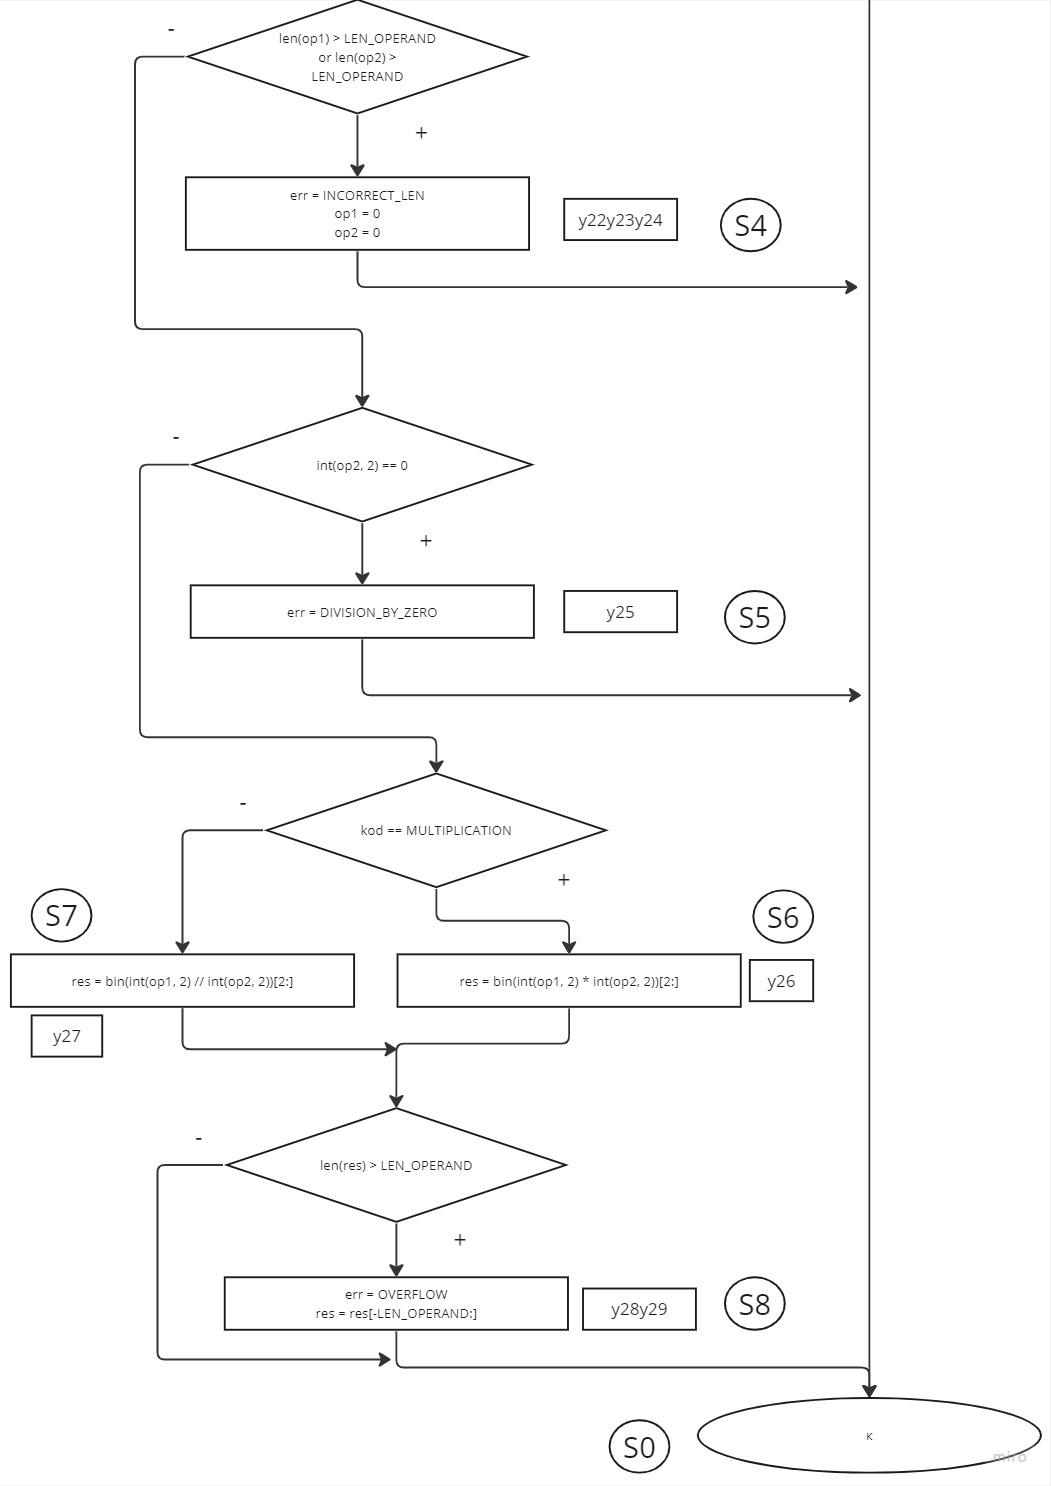 -
len(op1) > LEN_OPERAND
or len(op2) >
LEN_OPERAND
+
err = INCORRECT_LEN
op1 = 0
op2 = 0
y22y23y24
S4
-
int(op2, 2) == 0
+
err = DIVISION_BY_ZERO
y25
S5
-
kod == MULTIPLICATION
+
S7
S6
res = bin(int(op1, 2) // int(op2, 2))[2:]
res = bin(int(op1, 2) * int(op2, 2))[2:]
y26
y27
-
len(res) > LEN_OPERAND
+
err = OVERFLOW
res = res[-LEN_OPERAND:]
y28y29
S8
S0
к
miro